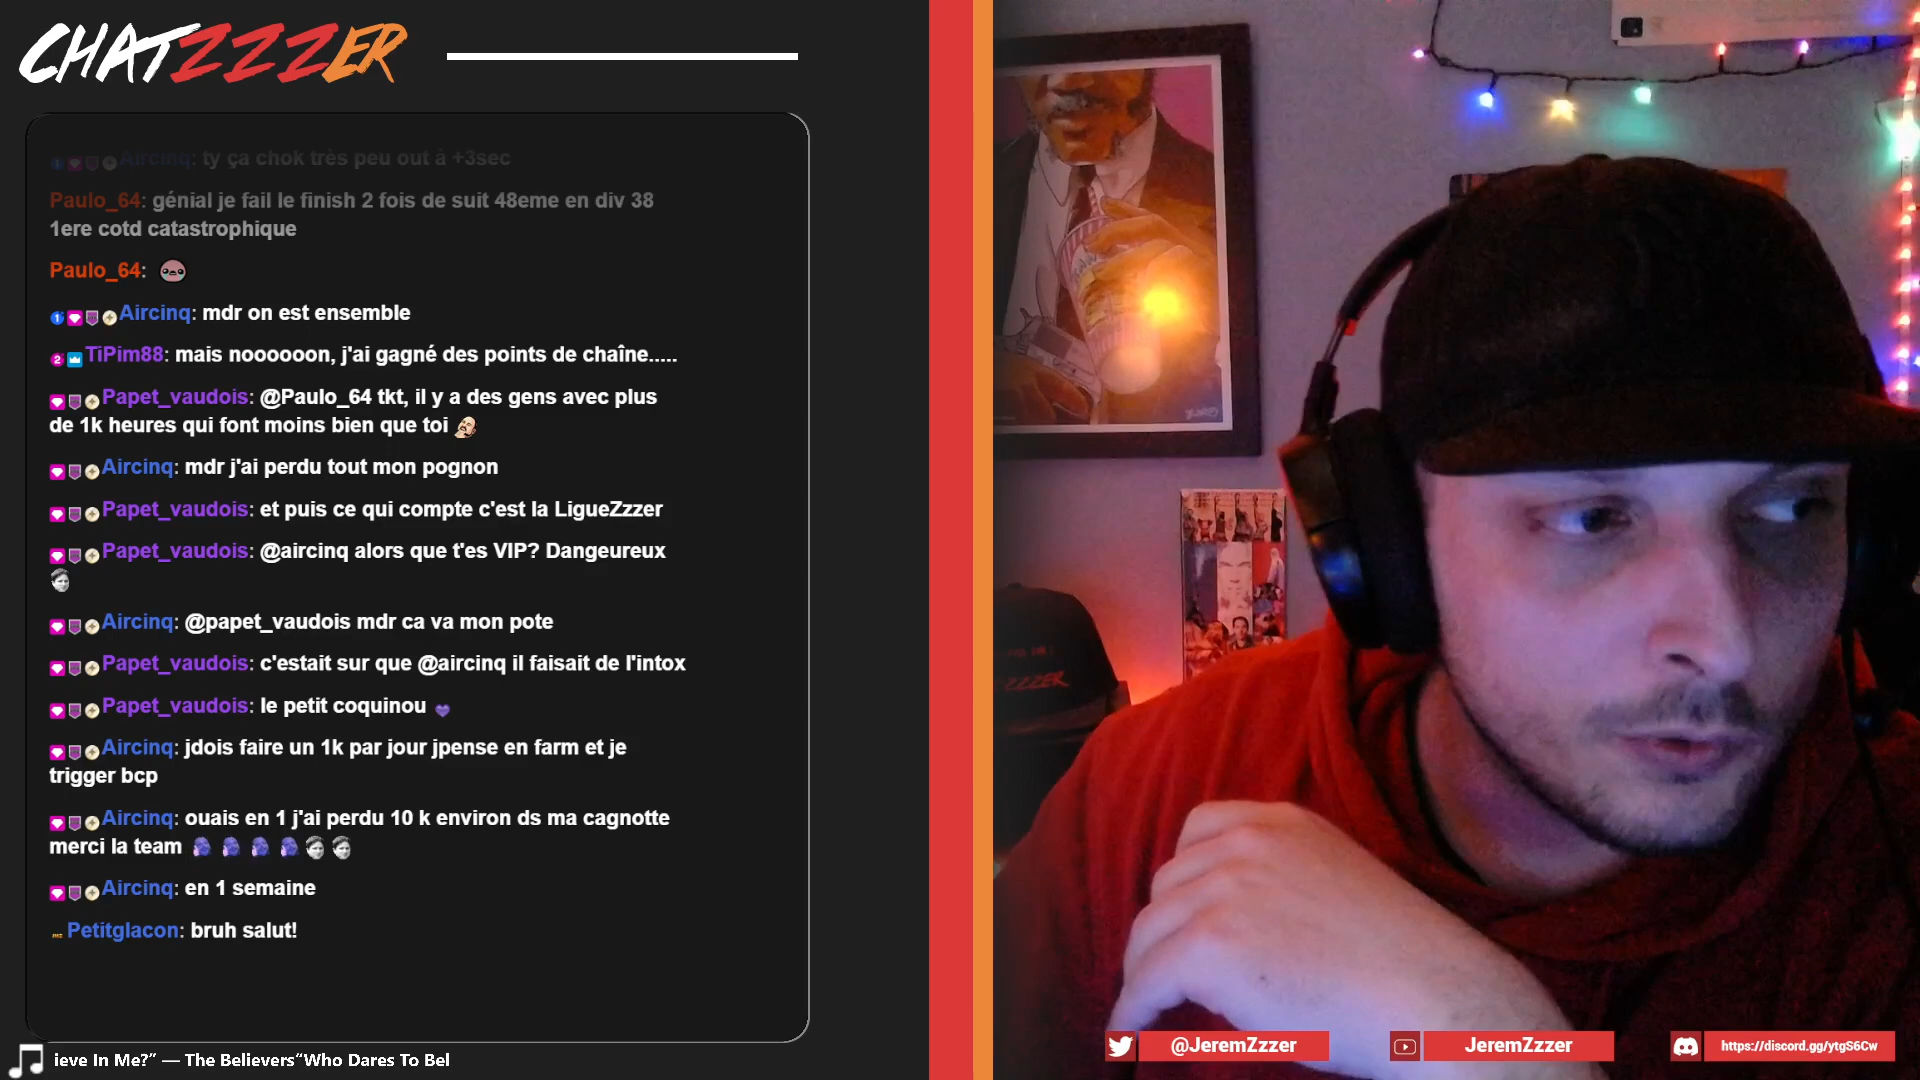 CHATZZZER
Aircinq: ty ça chok très peu out à +3sec
Paulo_64: génial je fail le finish 2 fois de suit 48eme en div 38
1ere cotd catastrophique
Paulo_64:
1 Aircinq: mdr on est ensemble
2 TiPim88: mais noooooon, j'ai gagné des points de chaîne.....
Papet_vaudois: @Paulo_64 tkt, il y a des gens avec plus
de 1k heures qui font moins bien que toi
Aircinq: mdr j'ai perdu tout mon pognon
Papet_vaudois: et puis ce qui compte c'est la LigueZzzer
Papet_vaudois: @aircinq alors que t'es VIP? Dangeureux
Aircinq: @papet_vaudois mdr ca va mon pote
Papet_vaudois: c'estait sur que @aircinq il faisait de l'intox
Papet_vaudois: le petit coquinou
Aircinq: jdois faire un 1k par jour jpense en farm et je
trigger bcp
Aircinq: ouais en 1 j'ai perdu 10 k environ ds ma cagnotte
merci la team
Aircinq: en 1 semaine
Petitglacon: bruh salut!
ieve In Me?” — The Believers“Who Dares To Bel
ZZZER
@JeremZzzer
JeremZzzer
https://discord.gg/ytgS6Cw